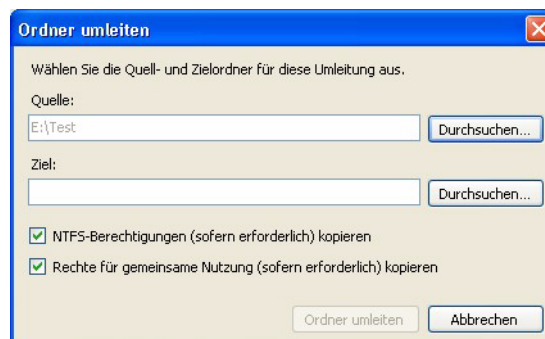 Ordner umleiten
Wählen Sie die Quell- und Zielordner für diese Umleitung aus.
Quelle:
E:\Test
Durchsuchen...
Ziel:
Durchsuchen...
NTFS-Berechtigungen (sofern erforderlich) kopieren
Rechte für gemeinsame Nutzung (sofern erforderlich) kopieren
Ordner umleiten
Abbrechen